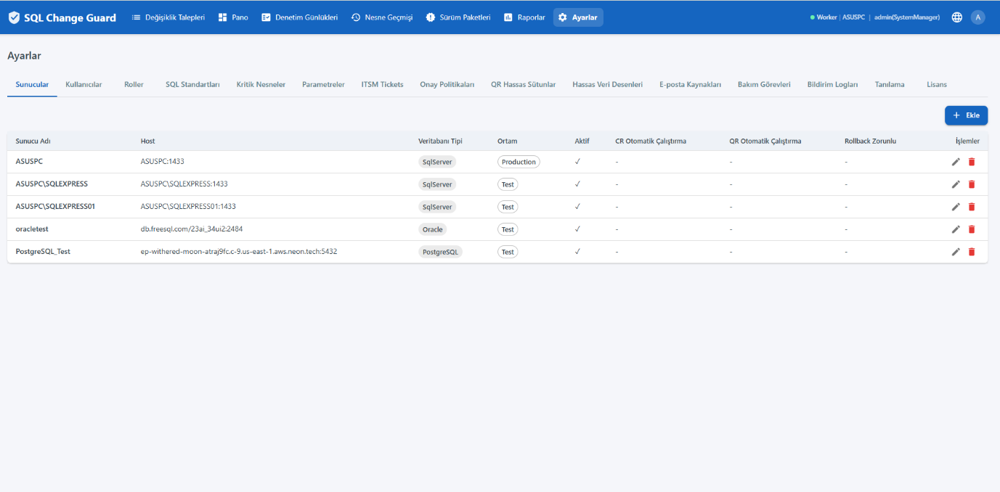 SQL Change Guard Değişiklik Talepleri Pano Denetim Günlükleri Nesne Geçmişi Sürüm Paketleri Raporlar Ayarlar Worker | ASUSPC | admin(SystemManager) A
Ayarlar
Sunucular Kullanıcılar Roller SQL Standartları Kritik Nesneler Parametreler ITSM Tickets Onay Politikaları QR Hassas Sütunlar Hassas Veri Desenleri E-posta Kaynakları Bakım Görevleri Bildirim Logları Tanılama Lisans
+ Ekle
Sunucu Adı Host Veritabanı Tipi Ortam Aktif CR Otomatik Çalıştırma QR Otomatik Çalıştırma Rollback Zorunlu İşlemler
ASUSPC ASUSPC:1433 SqlServer Production ✓ - - -
ASUSPC\SQLEXPRESS ASUSPC\SQLEXPRESS:1433 SqlServer Test ✓ - - -
ASUSPC\SQLEXPRESS01 ASUSPC\SQLEXPRESS01:1433 SqlServer Test ✓ - - -
oracletest db.freesql.com/23ai_34ui2:2484 Oracle Test ✓ - - -
PostgreSQL_Test ep-withered-moon-atraj9fc.c-9.us-east-1.aws.neon.tech:5432 PostgreSQL Test ✓ - - -